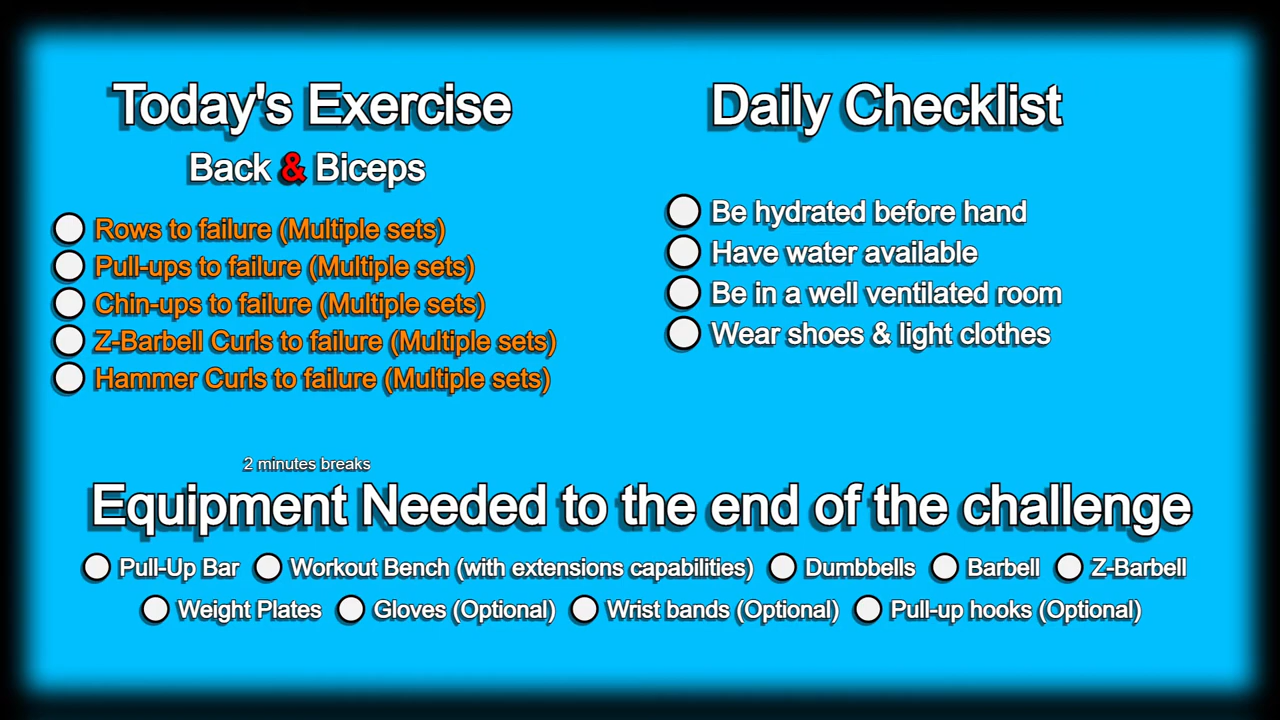 Today's Exercise
Back & Biceps
Rows to failure (Multiple sets)
Pull-ups to failure (Multiple sets)
Chin-ups to failure (Multiple sets)
Z-Barbell Curls to failure (Multiple sets)
Hammer Curls to failure (Multiple sets)
Daily Checklist
Be hydrated before hand
Have water available
Be in a well ventilated room
Wear shoes & light clothes
2 minutes breaks
Equipment Needed to the end of the challenge
Pull-Up Bar Workout Bench (with extensions capabilities) Dumbbells Barbell Z-Barbell
Weight Plates Gloves (Optional) Wrist bands (Optional) Pull-up hooks (Optional)